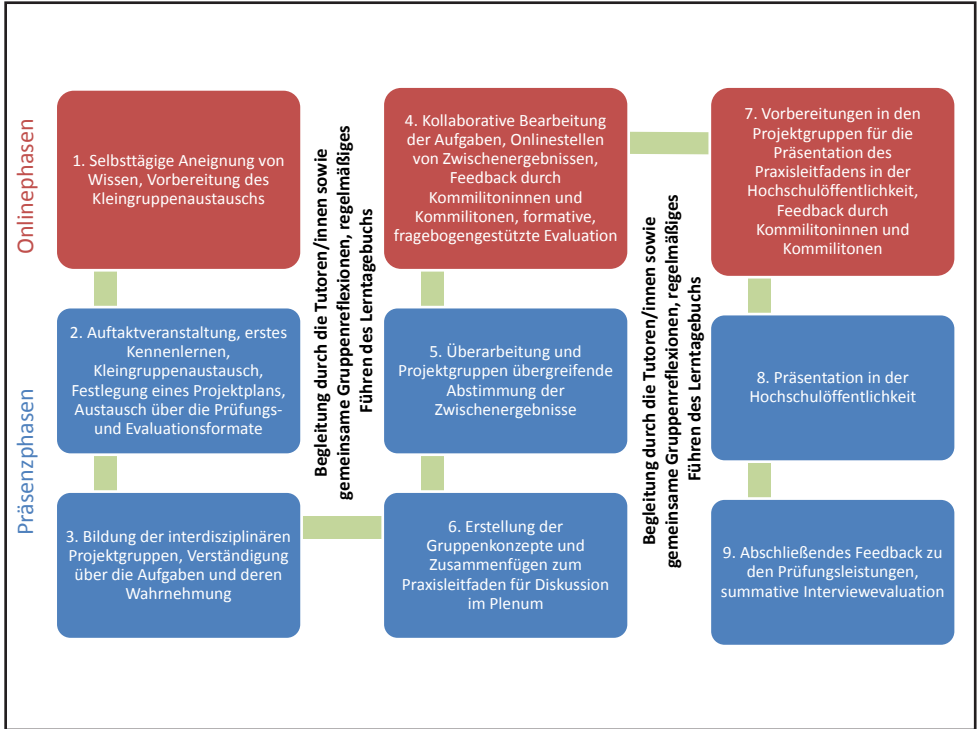 Onlinephasen
Präsenzphasen
1. Selbsttägige Aneignung von
Wissen, Vorbereitung des
Kleingruppenaustauschs
2. Auftaktveranstaltung, erstes
Kennenlernen,
Kleingruppenaustausch,
Festlegung eines Projektplans,
Austausch über die Prüfungs-
und Evaluationsformate
3. Bildung der interdisziplinären
Projektgruppen, Verständigung
über die Aufgaben und deren
Wahrnehmung
Begleitung durch die Tutoren/innen sowie
gemeinsame Gruppenreflexionen, regelmäßiges
Führen des Lerntagebuchs
4. Kollaborative Bearbeitung
der Aufgaben, Onlinestellen
von Zwischenergebnissen,
Feedback durch
Kommilitoninnen und
Kommilitonen, formative,
fragebogengestützte Evaluation
5. Überarbeitung und
Projektgruppen übergreifende
Abstimmung der
Zwischenergebnisse
6. Erstellung der
Gruppenkonzepte und
Zusammenfügen zum
Praxisleitfaden für Diskussion
im Plenum
Begleitung durch die Tutoren/innen sowie
gemeinsame Gruppenreflexionen, regelmäßiges
Führen des Lerntagebuchs
7. Vorbereitungen in den
Projektgruppen für die
Präsentation des
Praxisleitfadens in der
Hochschulöffentlichkeit,
Feedback durch
Kommilitoninnen und
Kommilitonen
8. Präsentation in der
Hochschulöffentlichkeit
9. Abschließendes Feedback zu
den Prüfungsleistungen,
summative Interviewevaluation